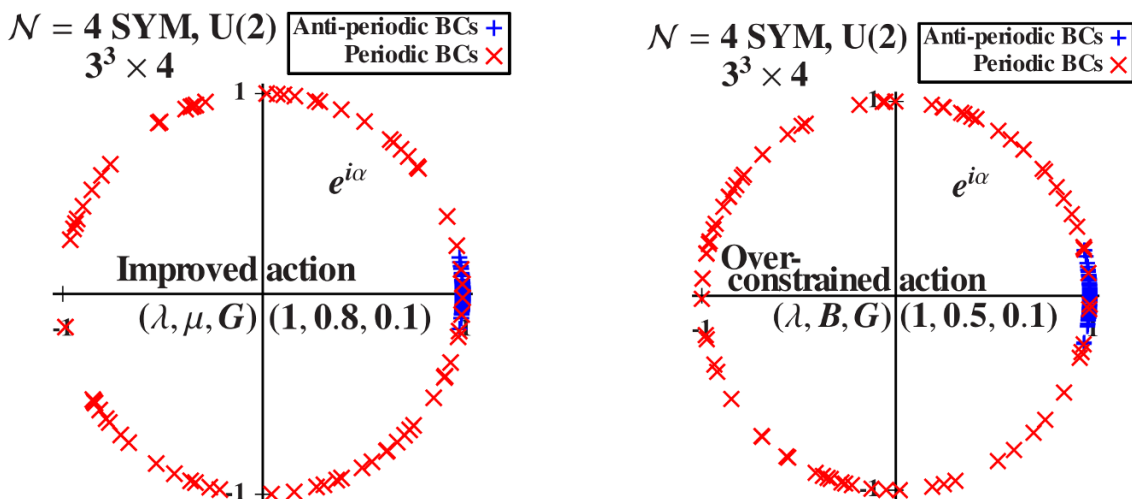 𝒩 = 4 SYM, U(2)
3³ × 4
Anti-periodic BCs
Periodic BCs
1
e^{iα}
Improved action
-1
(λ, μ, G) (1, 0.8, 0.1)
1
-1
𝒩 = 4 SYM, U(2)
3³ × 4
Anti-periodic BCs
Periodic BCs
1
e^{iα}
Over-
constrained action
-1
(λ, B, G) (1, 0.5, 0.1)
1
-1